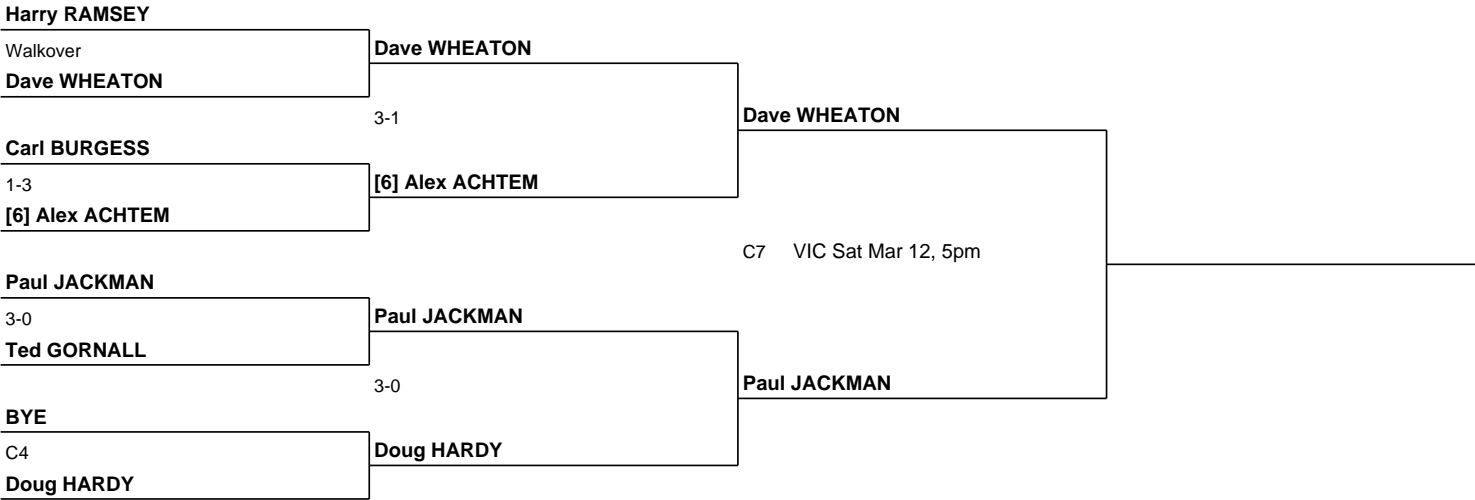 Harry RAMSEY
Walkover
Dave WHEATON
Dave WHEATON
3-1
Dave WHEATON
Carl BURGESS
1-3
[6] Alex ACHTEM
[6] Alex ACHTEM
C7 VIC Sat Mar 12, 5pm
Paul JACKMAN
3-0
Paul JACKMAN
Ted GORNALL
3-0
Paul JACKMAN
BYE
C4
Doug HARDY
Doug HARDY